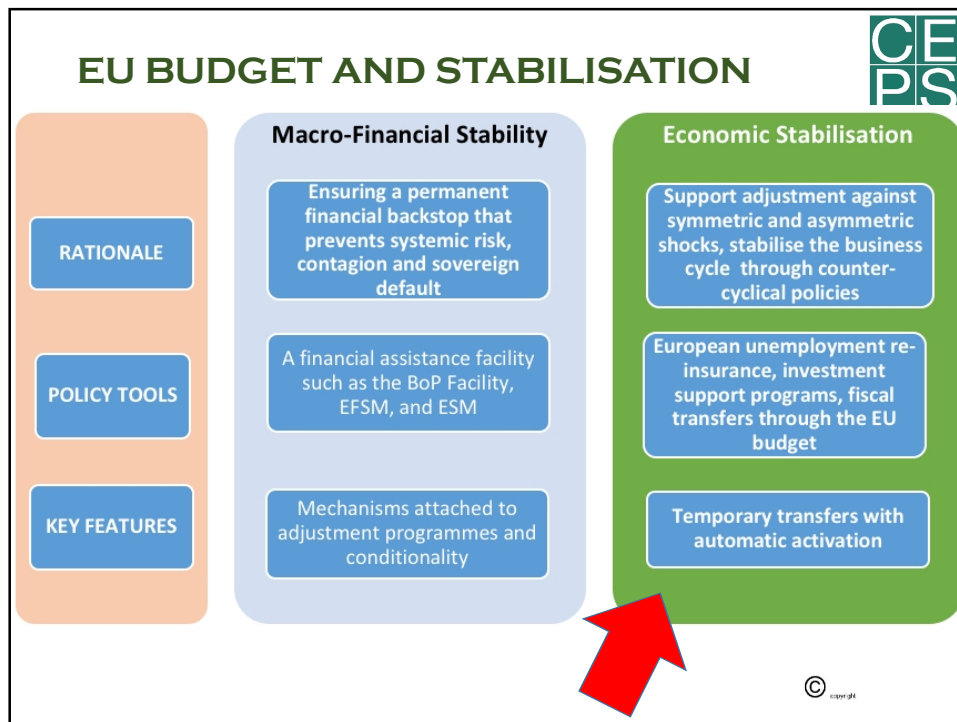 EU BUDGET AND STABILISATION
CE
PS
RATIONALE
POLICY TOOLS
KEY FEATURES
Macro-Financial Stability
Ensuring a permanent
financial backstop that
prevents systemic risk,
contagion and sovereign
default
A financial assistance facility
such as the BoP Facility,
EFSM, and ESM
Mechanisms attached to
adjustment programmes and
conditionality
Economic Stabilisation
Support adjustment against
symmetric and asymmetric
shocks, stabilise the business
cycle through counter-
cyclical policies
European unemployment re-
insurance, investment
support programs, fiscal
transfers through the EU
budget
Temporary transfers with
automatic activation
© copyright